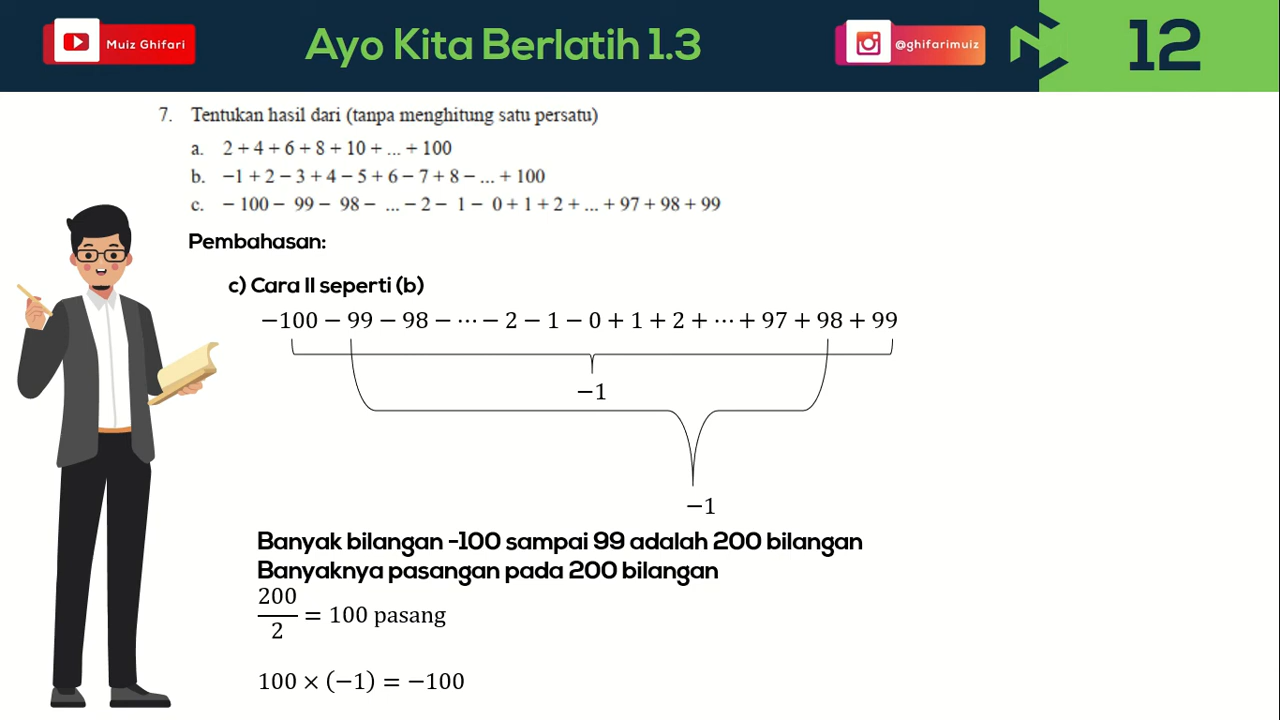 Muiz Ghifari
Ayo Kita Berlatih 1.3
@ghifarimuiz
12
7. Tentukan hasil dari (tanpa menghitung satu persatu)
a. 2 + 4 + 6 + 8 + 10 + ... + 100
b. −1 + 2 − 3 + 4 − 5 + 6 − 7 + 8 − ... + 100
c. − 100 − 99 − 98 − ... − 2 − 1 − 0 + 1 + 2 + ... + 97 + 98 + 99
Pembahasan:
c) Cara II seperti (b)
−100 − 99 − 98 − ⋯ − 2 − 1 − 0 + 1 + 2 + ⋯ + 97 + 98 + 99
−1
−1
Banyak bilangan -100 sampai 99 adalah 200 bilangan
Banyaknya pasangan pada 200 bilangan
200/2 = 100 pasang
100 × (−1) = −100